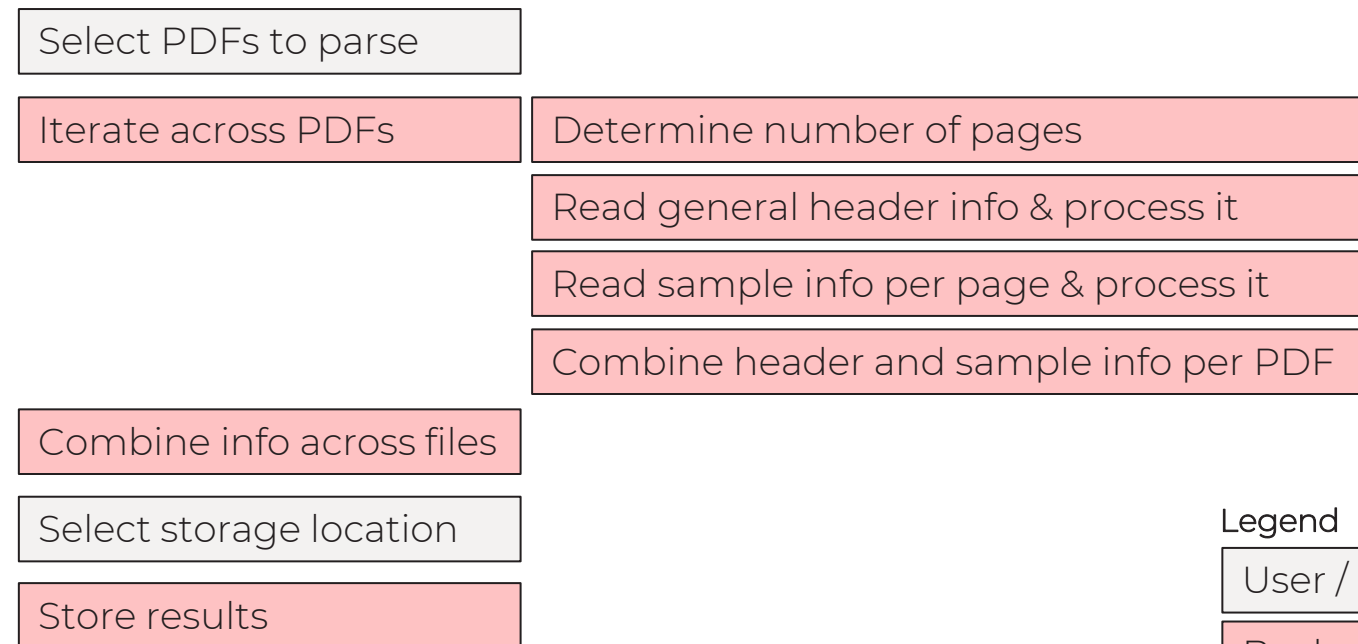 Select PDFs to parse
Iterate across PDFs
Determine number of pages
Read general header info & process it
Read sample info per page & process it
Combine header and sample info per PDF
Combine info across files
Select storage location
Store results
Legend
User /